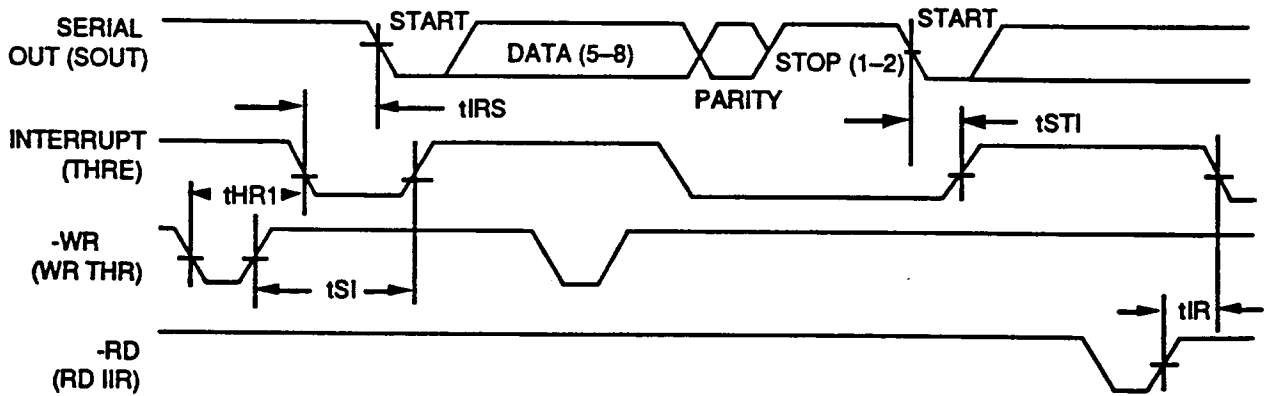 SERIAL
OUT (SOUT)
START
DATA (5–8)
PARITY
STOP (1–2)
START
tIRS
tSTI
INTERRUPT
(THRE)
tHR1
-WR
(WR THR)
tSI
tIR
-RD
(RD IIR)